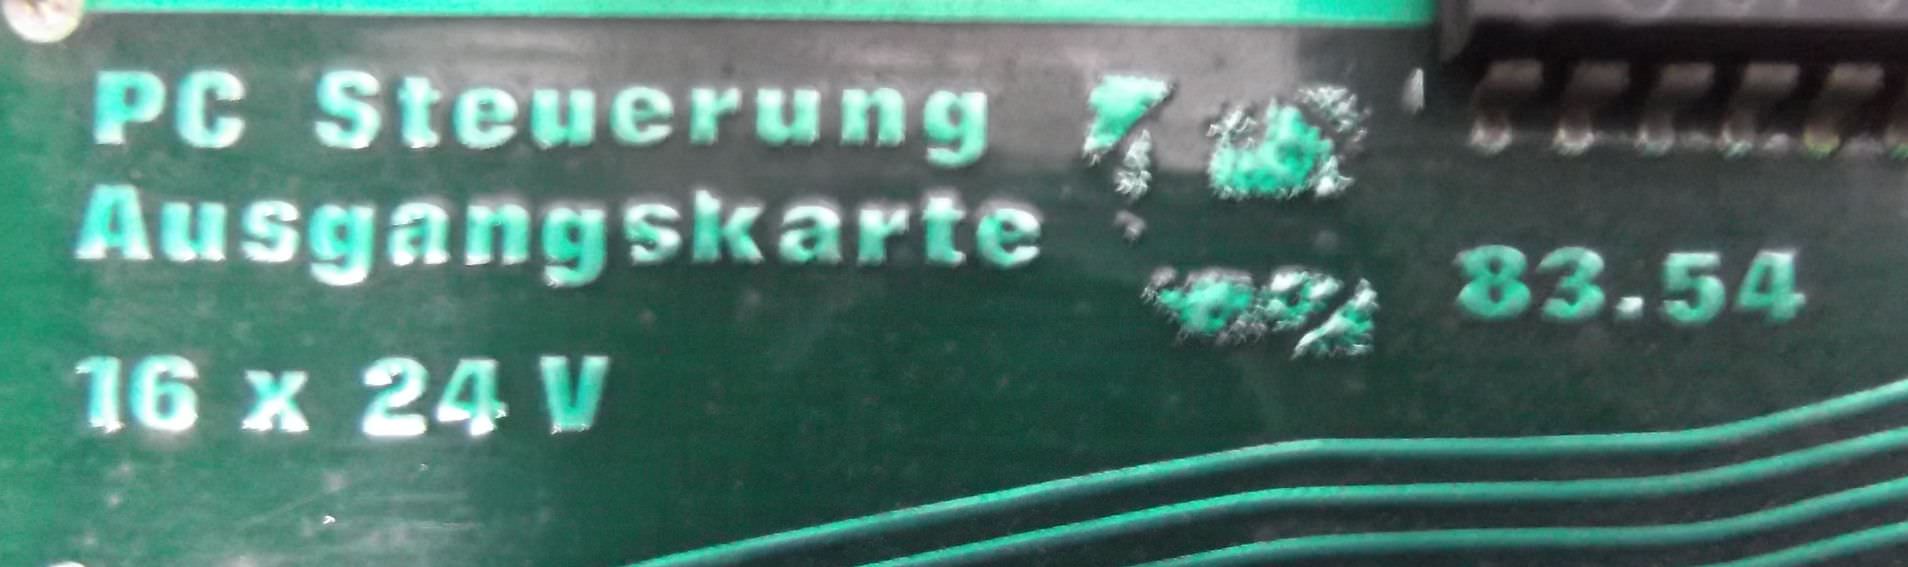 PC Steuerung
Ausgangskarte
83.54
16 x 24 V